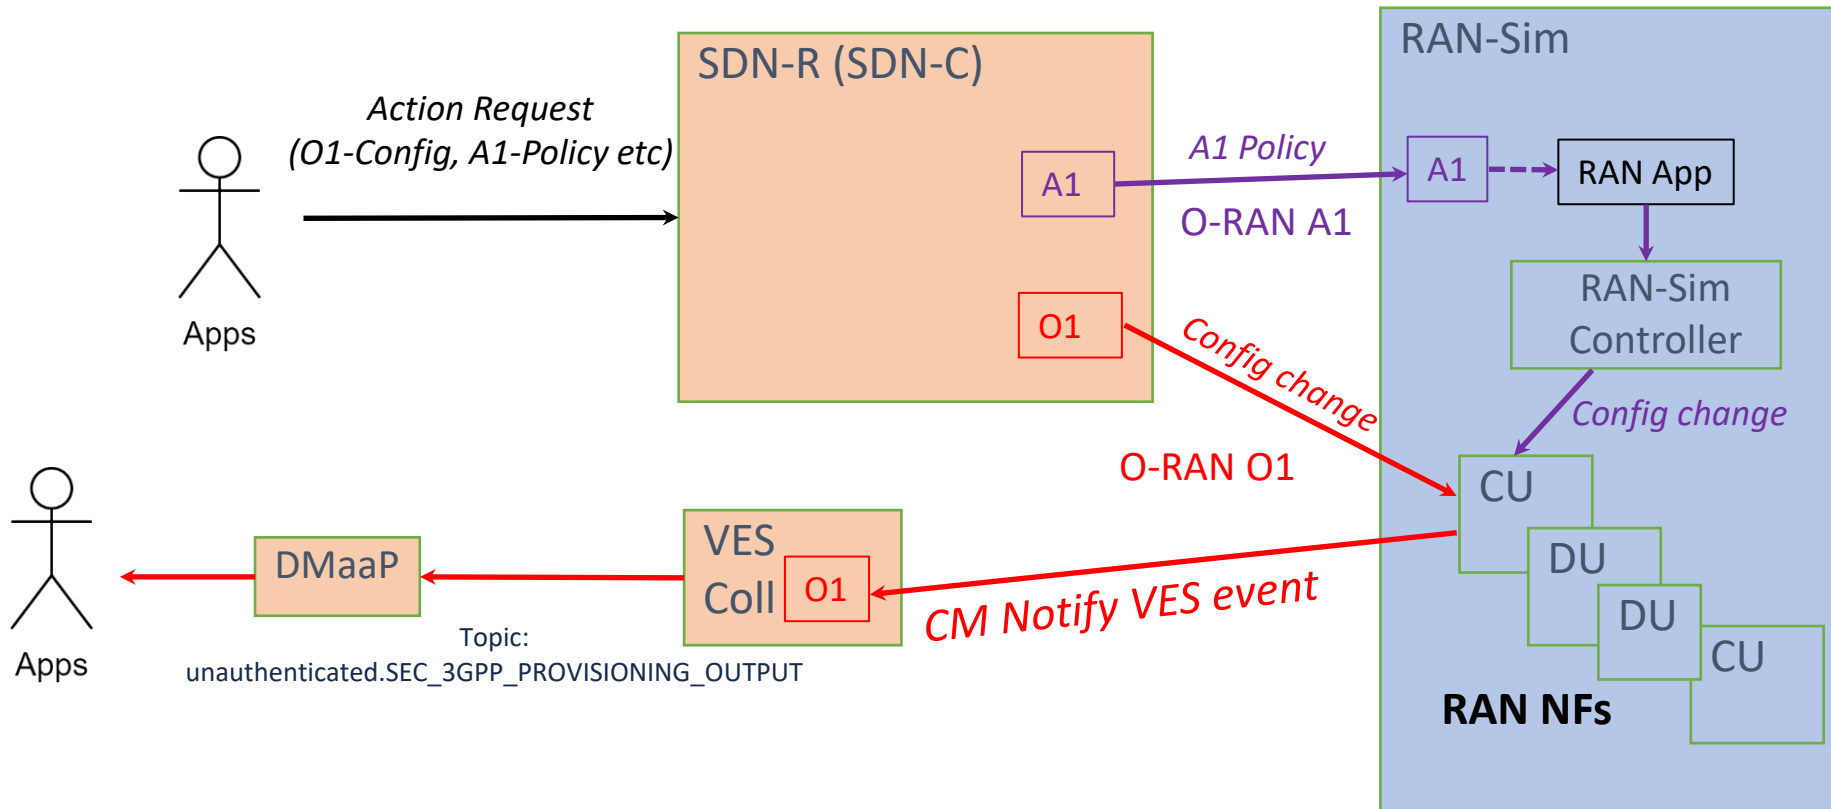 SDN-R (SDN-C)
RAN-Sim
Action Request
(O1-Config, A1-Policy etc)
A1 Policy
A1
A1
RAN App
O-RAN A1
RAN-Sim
Controller
O1
Apps
Config change
Config change
O-RAN O1
CU
VES
Coll
O1
DMaaP
DU
CM Notify VES event
DU
Topic:
unauthenticated.SEC_3GPP_PROVISIONING_OUTPUT
Apps
CU
RAN NFs